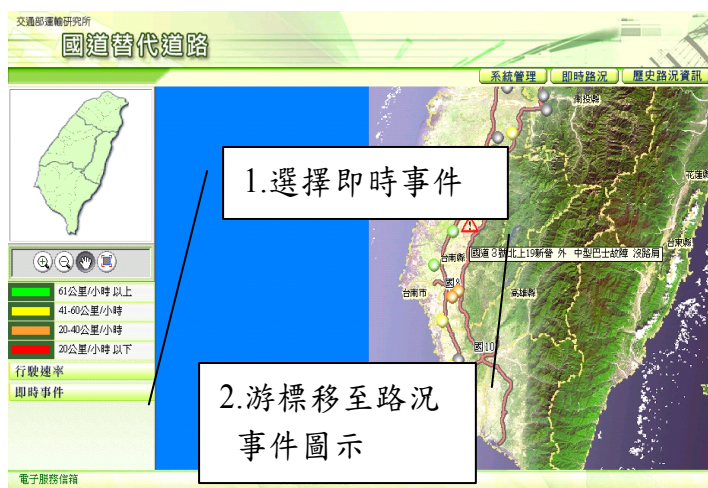 交通部運輸研究所
國道替代道路
系統管理 即時路況 歷史路況資訊
南投縣
花蓮縣
1.選擇即時事件
台東縣
台南縣
國道3號北上19新營 外 中型巴士故障 沒路肩
國8
台南市
高雄縣
61公里/小時 以上
41-60公里/小時
20-40公里/小時
20公里/小時 以下
國10
行駛速率
即時事件
2.游標移至路況
事件圖示
電子服務信箱